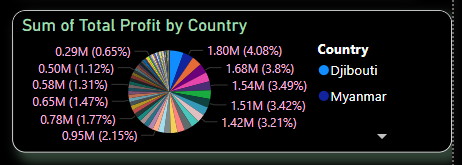 Sum of Total Profit by Country
0.29M (0.65%)
0.50M (1.12%)
0.58M (1.31%)
0.65M (1.47%)
0.78M (1.77%)
0.95M (2.15%)
1.80M (4.08%)
1.68M (3.8%)
1.54M (3.49%)
1.51M (3.42%)
1.42M (3.21%)
Country
Djibouti
Myanmar